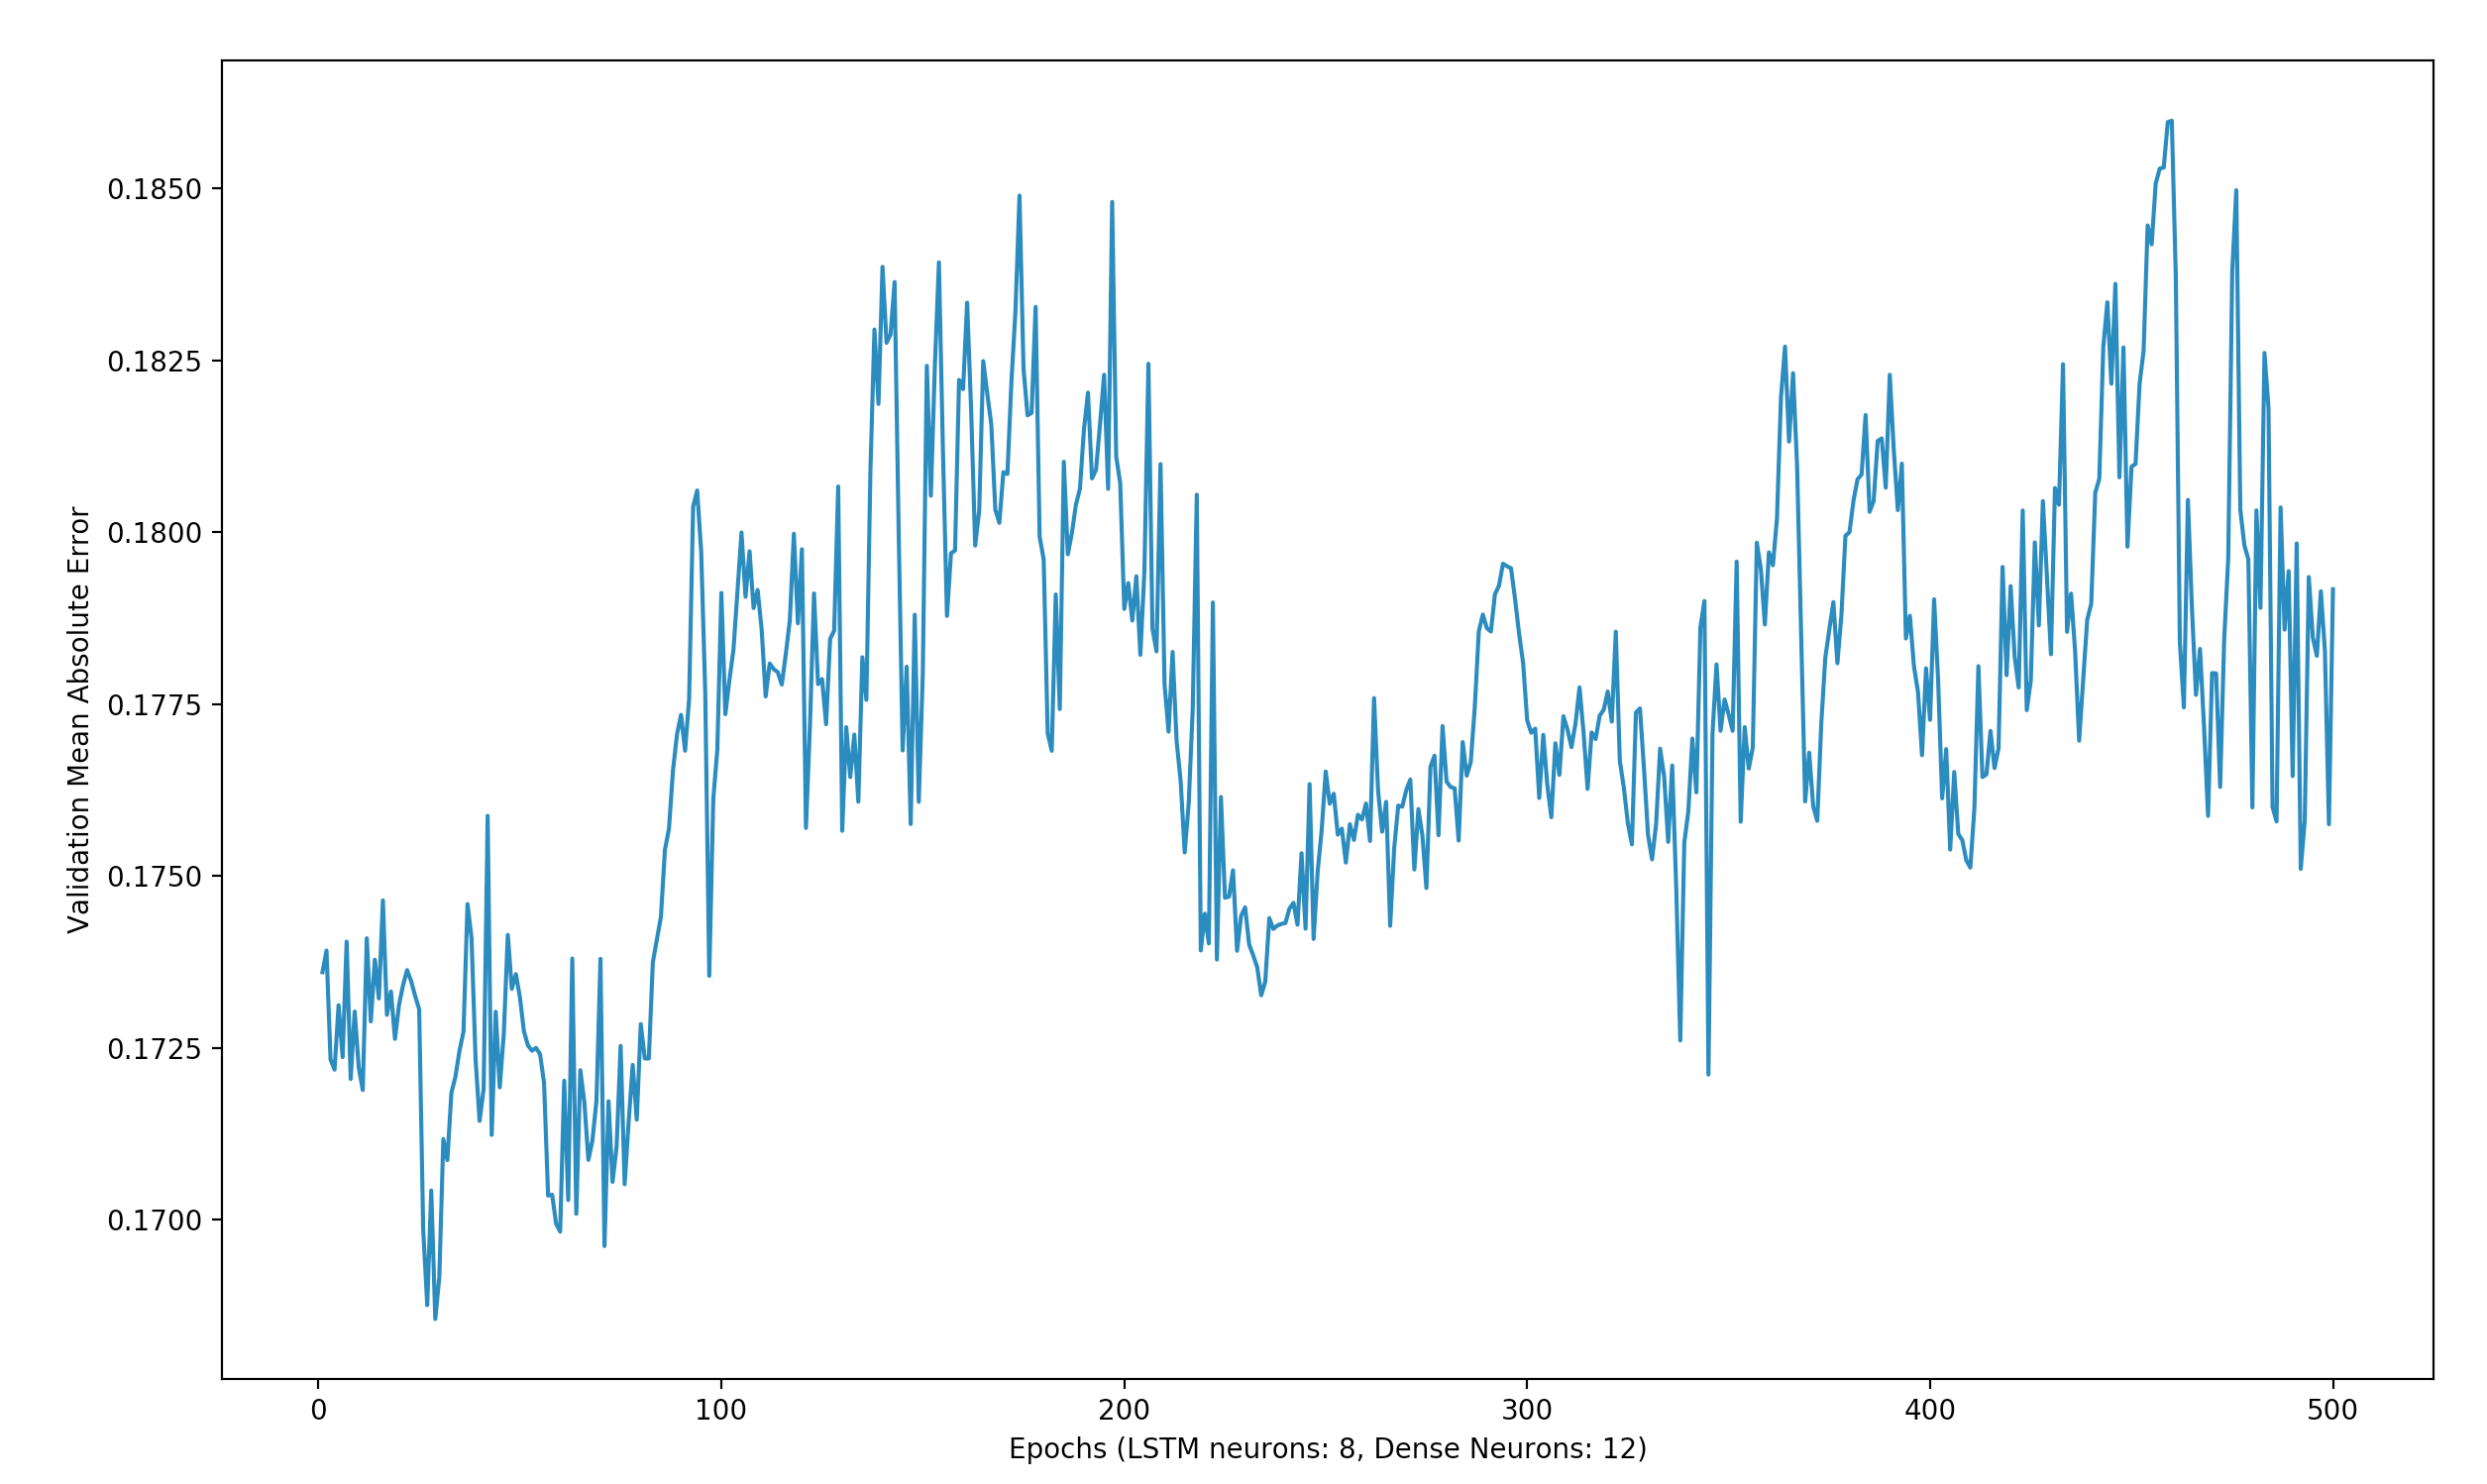 0.1850
0.1825
0.1800
0.1775
0.1750
0.1725
0.1700
Validation Mean Absolute Error
0 100 200 300 400 500
Epochs (LSTM neurons: 8, Dense Neurons: 12)